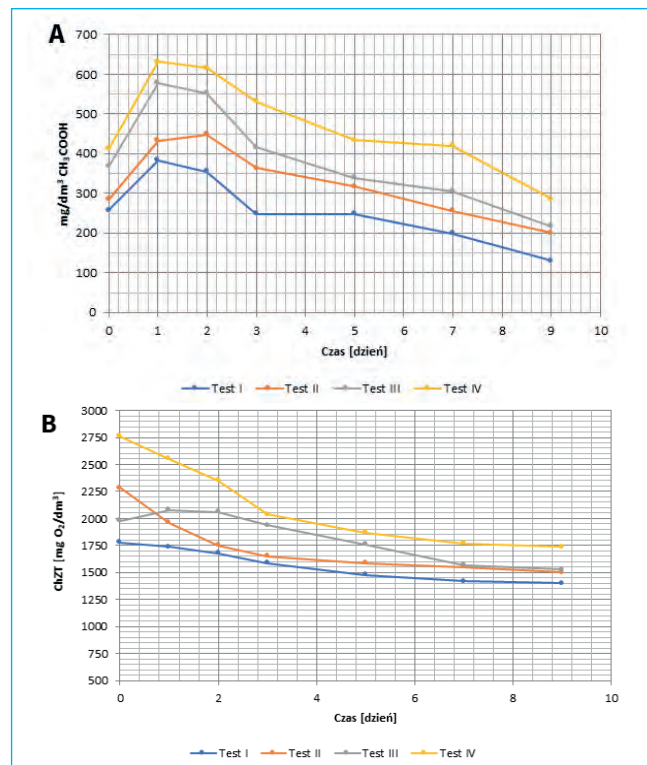 A
700
600
500
400
300
200
100
0
mg/dm³ CH₃COOH
0 1 2 3 4 5 6 7 8 9 10
Czas [dzień]
Test I Test II Test III Test IV
B
3000
2750
2500
2250
2000
1750
1500
1250
1000
750
500
ChZT [mg O₂/dm³]
0 2 4 6 8 10
Czas [dzień]
Test I Test II Test III Test IV